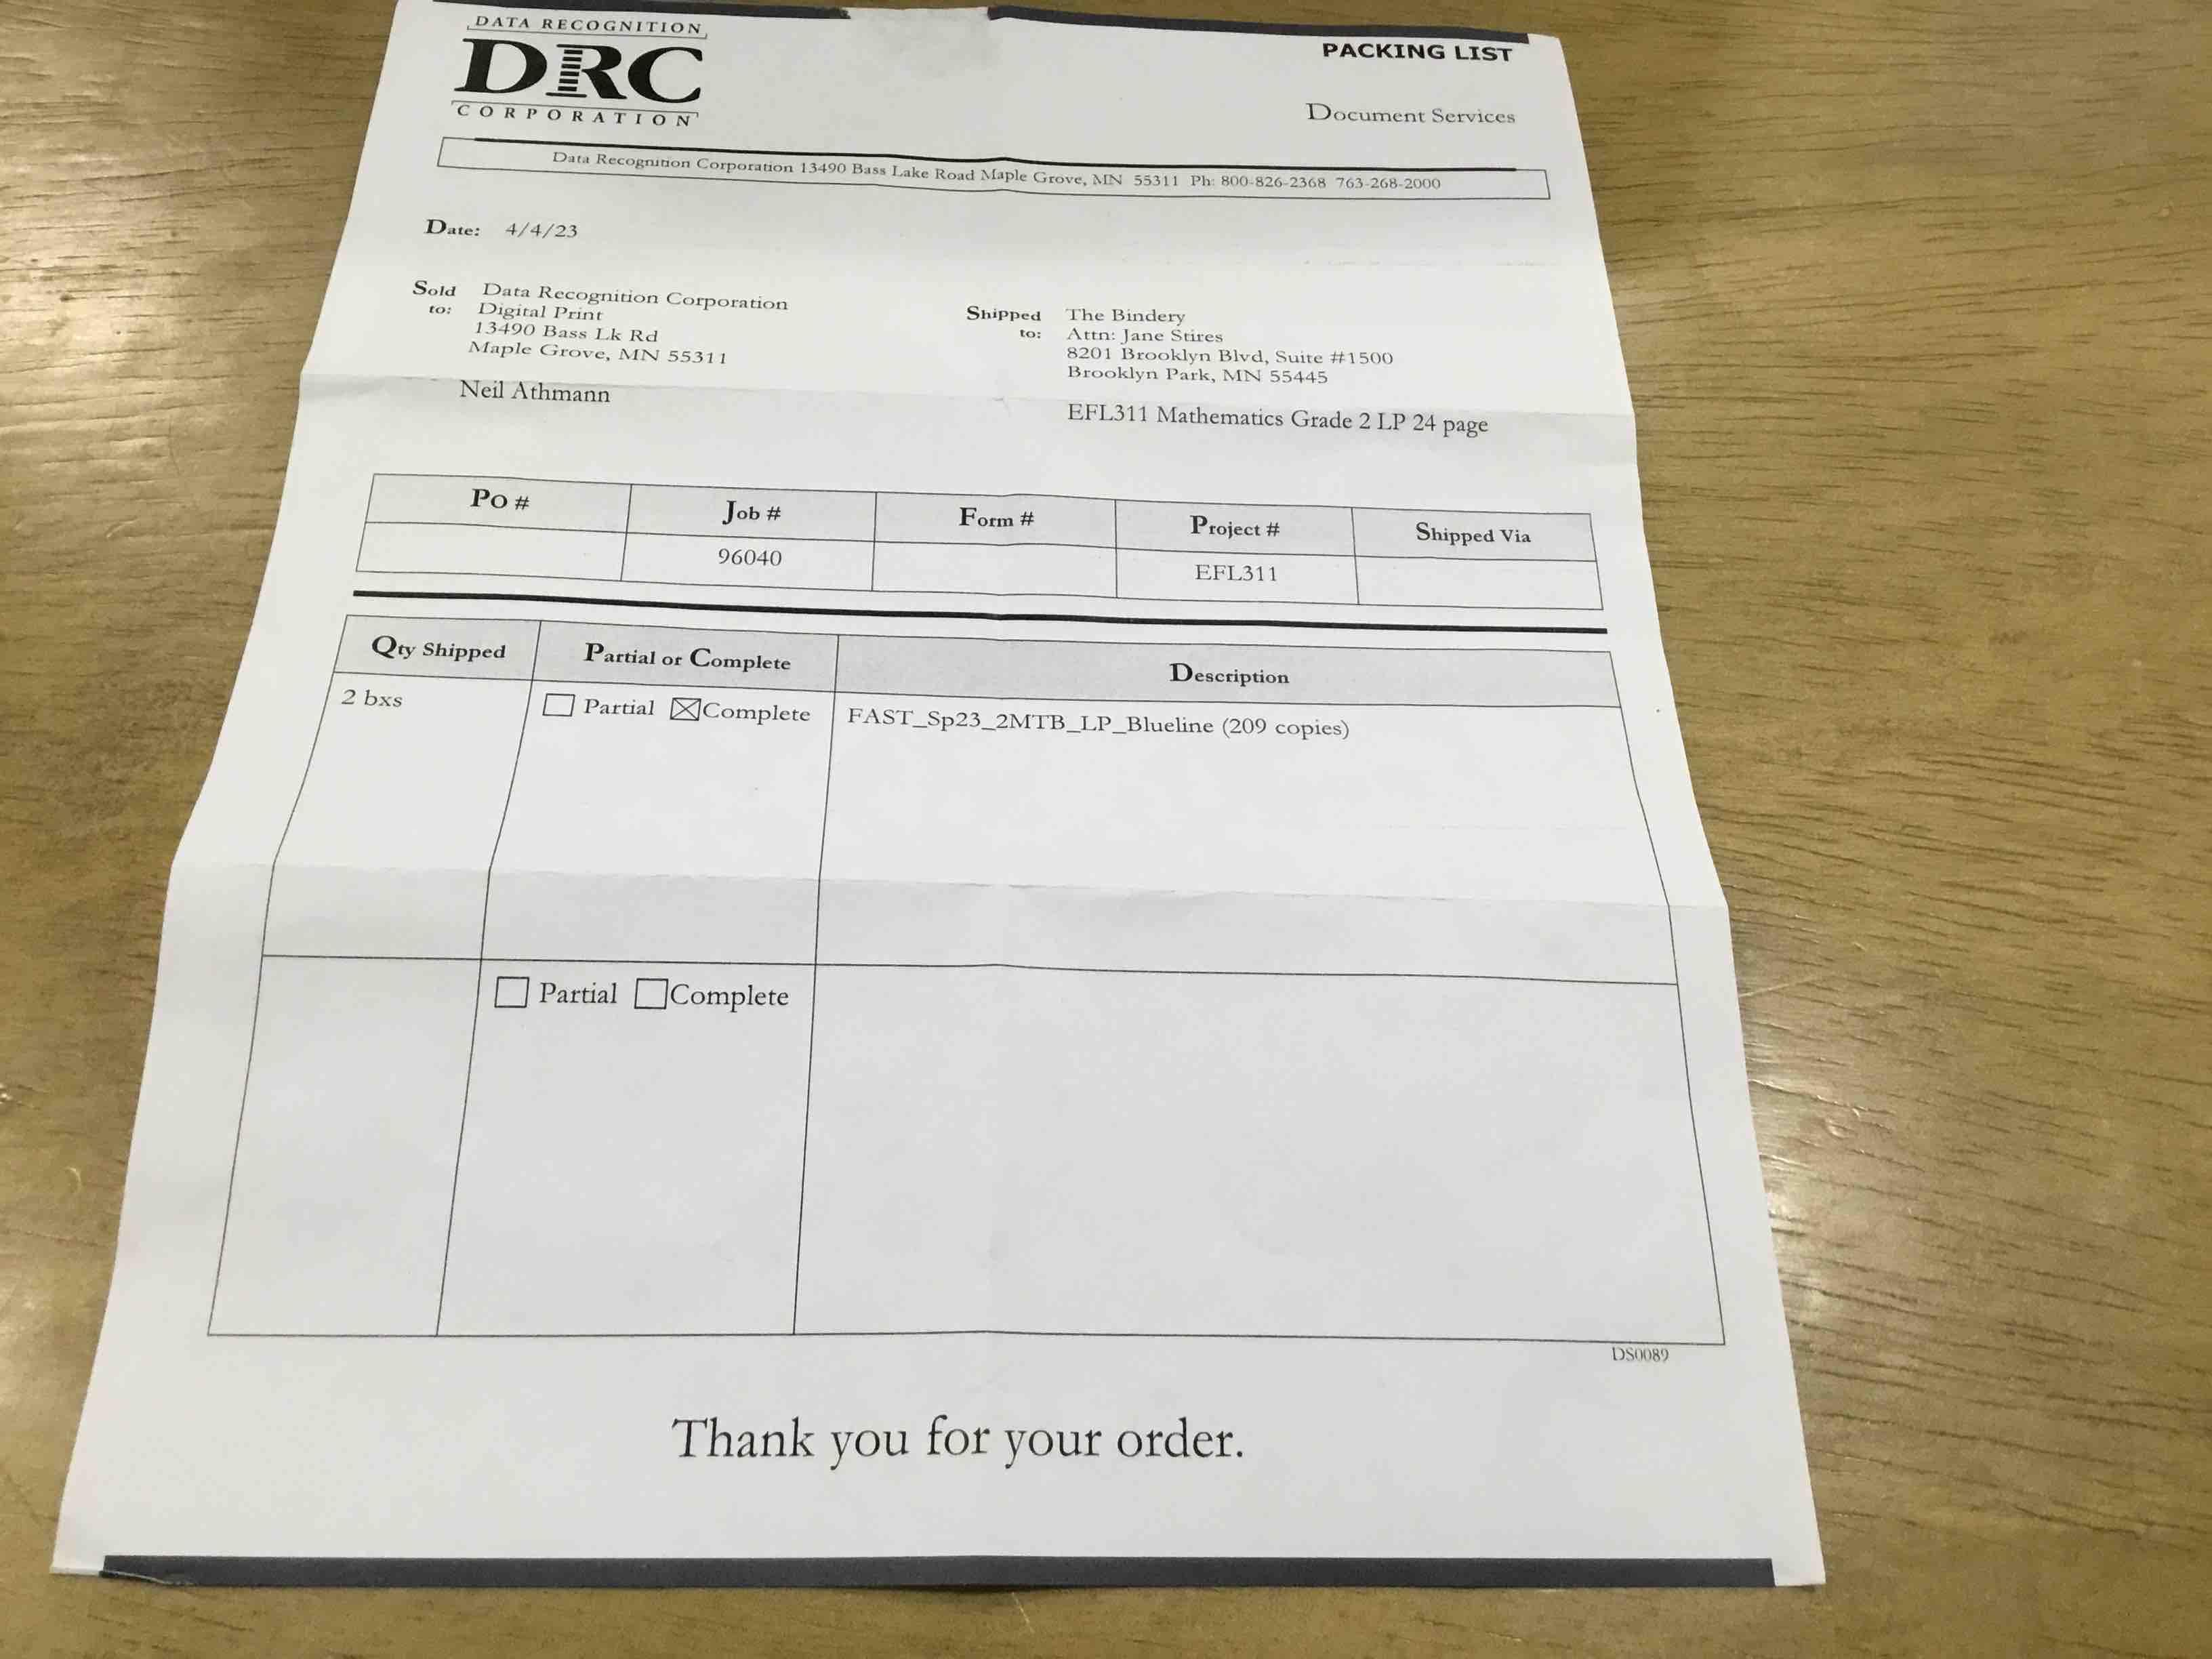 DATA RECOGNITION
DRC
CORPORATION
PACKING LIST
Document Services
Data Recognition Corporation 13490 Bass Lake Road Maple Grove, MN 55311 Ph: 800-826-2368 763-268-2000
Date: 4/4/23
Sold to:
Data Recognition Corporation
Digital Print
13490 Bass Lk Rd
Maple Grove, MN 55311
Neil Athmann
Shipped to:
The Bindery
Attn: Jane Stires
8201 Brooklyn Blvd, Suite #1500
Brooklyn Park, MN 55445
EFL311 Mathematics Grade 2 LP 24 page
PO # Job # Form # Project # Shipped Via
96040 EFL311
Qty Shipped Partial or Complete Description
2 bxs ☐ Partial ☒Complete FAST_Sp23_2MTB_LP_Blueline (209 copies)
☐ Partial ☐Complete
DS0089
Thank you for your order.